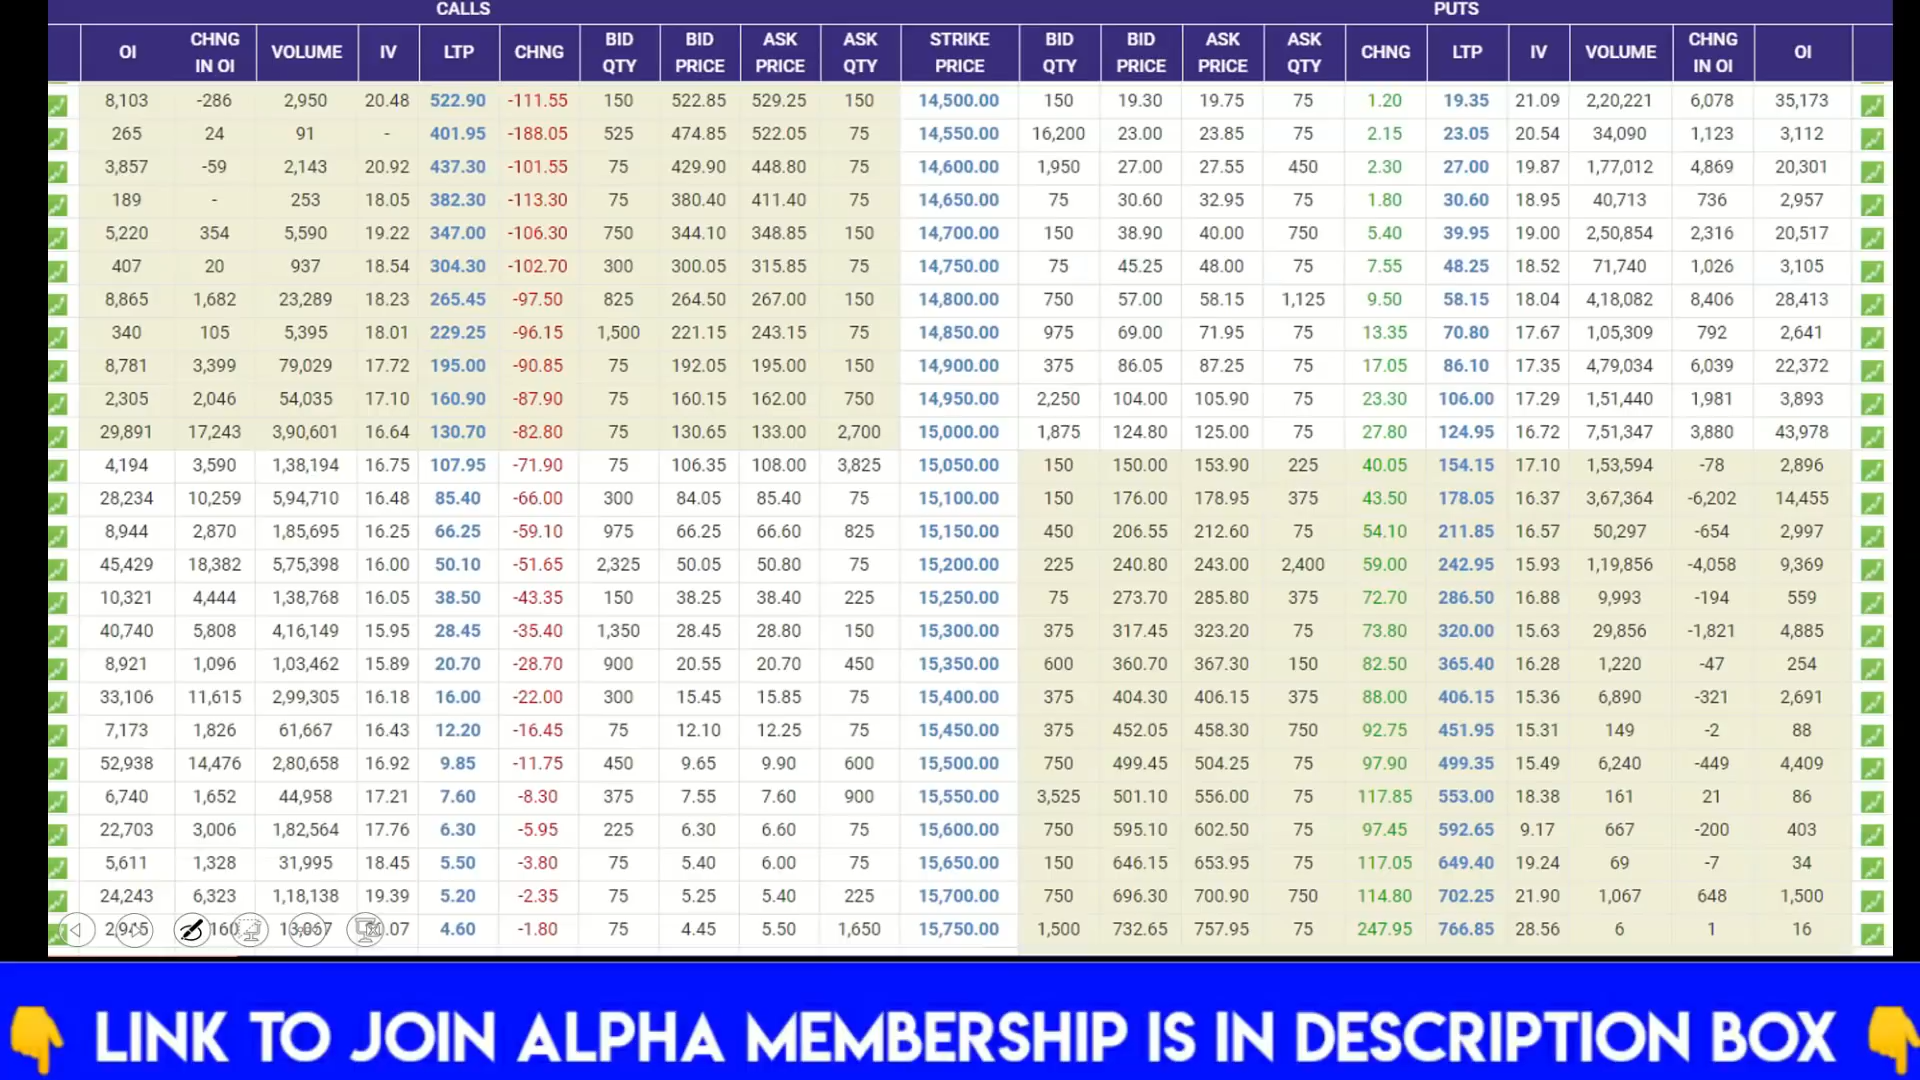 CALLS PUTS
OI CHNG IN OI VOLUME IV LTP CHNG BID QTY BID PRICE ASK PRICE ASK QTY STRIKE PRICE BID QTY BID PRICE ASK PRICE ASK QTY CHNG LTP IV VOLUME CHNG IN OI OI
8,103 -286 2,950 20.48 522.90 -111.55 150 522.85 529.25 150 14,500.00 150 19.30 19.75 75 1.20 19.35 21.09 2,20,221 6,078 35,173
265 24 91 - 401.95 -188.05 525 474.85 522.05 75 14,550.00 16,200 23.00 23.85 75 2.15 23.05 20.54 34,090 1,123 3,112
3,857 -59 2,143 20.92 437.30 -101.55 75 429.90 448.80 75 14,600.00 1,950 27.00 27.55 450 2.30 27.00 19.87 1,77,012 4,869 20,301
189 - 253 18.05 382.30 -113.30 75 380.40 411.40 75 14,650.00 75 30.60 32.95 75 1.80 30.60 18.95 40,713 736 2,957
5,220 354 5,590 19.22 347.00 -106.30 750 344.10 348.85 150 14,700.00 150 38.90 40.00 750 5.40 39.95 19.00 2,50,854 2,316 20,517
407 20 937 18.54 304.30 -102.70 300 300.05 315.85 75 14,750.00 75 45.25 48.00 75 7.55 48.25 18.52 71,740 1,026 3,105
8,865 1,682 23,289 18.23 265.45 -97.50 825 264.50 267.00 150 14,800.00 750 57.00 58.15 1,125 9.50 58.15 18.04 4,18,082 8,406 28,413
340 105 5,395 18.01 229.25 -96.15 1,500 221.15 243.15 75 14,850.00 975 69.00 71.95 75 13.35 70.80 17.67 1,05,309 792 2,641
8,781 3,399 79,029 17.72 195.00 -90.85 75 192.05 195.00 150 14,900.00 375 86.05 87.25 75 17.05 86.10 17.35 4,79,034 6,039 22,372
2,305 2,046 54,035 17.10 160.90 -87.90 75 160.15 162.00 750 14,950.00 2,250 104.00 105.90 75 23.30 106.00 17.29 1,51,440 1,981 3,893
29,891 17,243 3,90,601 16.64 130.70 -82.80 75 130.65 133.00 2,700 15,000.00 1,875 124.80 125.00 75 27.80 124.95 16.72 7,51,347 3,880 43,978
4,194 3,590 1,38,194 16.75 107.95 -71.90 75 106.35 108.00 3,825 15,050.00 150 150.00 153.90 225 40.05 154.15 17.10 1,53,594 -78 2,896
28,234 10,259 5,94,710 16.48 85.40 -66.00 300 84.05 85.40 75 15,100.00 150 176.00 178.95 375 43.50 178.05 16.37 3,67,364 -6,202 14,455
8,944 2,870 1,85,695 16.25 66.25 -59.10 975 66.25 66.60 825 15,150.00 450 206.55 212.60 75 54.10 211.85 16.57 50,297 -654 2,997
45,429 18,382 5,75,398 16.00 50.10 -51.65 2,325 50.05 50.80 75 15,200.00 225 240.80 243.00 2,400 59.00 242.95 15.93 1,19,856 -4,058 9,369
10,321 4,444 1,38,768 16.05 38.50 -43.35 150 38.25 38.40 225 15,250.00 75 273.70 285.80 375 72.70 286.50 16.88 9,993 -194 559
40,740 5,808 4,16,149 15.95 28.45 -35.40 1,350 28.45 28.80 150 15,300.00 375 317.45 323.20 75 73.80 320.00 15.63 29,856 -1,821 4,885
8,921 1,096 1,03,462 15.89 20.70 -28.70 900 20.55 20.70 450 15,350.00 600 360.70 367.30 150 82.50 365.40 16.28 1,220 -47 254
33,106 11,615 2,99,305 16.18 16.00 -22.00 300 15.45 15.85 75 15,400.00 375 404.30 406.15 375 88.00 406.15 15.36 6,890 -321 2,691
7,173 1,826 61,667 16.43 12.20 -16.45 75 12.10 12.25 75 15,450.00 375 452.05 458.30 750 92.75 451.95 15.31 149 -2 88
52,938 14,476 2,80,658 16.92 9.85 -11.75 450 9.65 9.90 600 15,500.00 750 499.45 504.25 75 97.90 499.35 15.49 6,240 -449 4,409
6,740 1,652 44,958 17.21 7.60 -8.30 375 7.55 7.60 900 15,550.00 3,525 501.10 556.00 75 117.85 553.00 18.38 161 21 86
22,703 3,006 1,82,564 17.76 6.30 -5.95 225 6.30 6.60 75 15,600.00 750 595.10 602.50 75 97.45 592.65 9.17 667 -200 403
5,611 1,328 31,995 18.45 5.50 -3.80 75 5.40 6.00 75 15,650.00 150 646.15 653.95 75 117.05 649.40 19.24 69 -7 34
24,243 6,323 1,18,138 19.39 5.20 -2.35 75 5.25 5.40 225 15,700.00 750 696.30 700.90 750 114.80 702.25 21.90 1,067 648 1,500
4.60 -1.80 75 4.45 5.50 1,650 15,750.00 1,500 732.65 757.95 75 247.95 766.85 28.56 6 1 16
LINK TO JOIN ALPHA MEMBERSHIP IS IN DESCRIPTION BOX